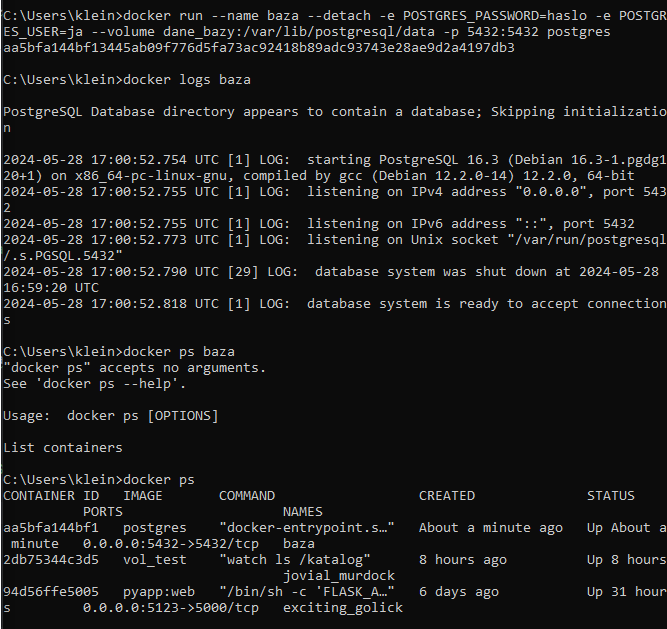 C:\Users\klein>docker run --name baza --detach -e POSTGRES_PASSWORD=haslo -e POSTGR
ES_USER=ja --volume dane_bazy:/var/lib/postgresql/data -p 5432:5432 postgres
aa5bfa144bf13445ab09f776d5fa73ac92418b89adc93743e28ae9d2a4197db3
C:\Users\klein>docker logs baza
PostgreSQL Database directory appears to contain a database; Skipping initializatio
n
2024-05-28 17:00:52.754 UTC [1] LOG:  starting PostgreSQL 16.3 (Debian 16.3-1.pgdg1
20+1) on x86_64-pc-linux-gnu, compiled by gcc (Debian 12.2.0-14) 12.2.0, 64-bit
2024-05-28 17:00:52.755 UTC [1] LOG:  listening on IPv4 address "0.0.0.0", port 543
2
2024-05-28 17:00:52.755 UTC [1] LOG:  listening on IPv6 address "::", port 5432
2024-05-28 17:00:52.773 UTC [1] LOG:  listening on Unix socket "/var/run/postgresql
/.s.PGSQL.5432"
2024-05-28 17:00:52.790 UTC [29] LOG:  database system was shut down at 2024-05-28
16:59:20 UTC
2024-05-28 17:00:52.818 UTC [1] LOG:  database system is ready to accept connection
s
C:\Users\klein>docker ps baza
"docker ps" accepts no arguments.
See 'docker ps --help'.
Usage:  docker ps [OPTIONS]
List containers
C:\Users\klein>docker ps
CONTAINER ID   IMAGE       COMMAND                  CREATED              STATUS
          PORTS                    NAMES
aa5bfa144bf1   postgres    "docker-entrypoint.s…"   About a minute ago   Up About a
 minute   0.0.0.0:5432->5432/tcp   baza
2db75344c3d5   vol_test    "watch ls /katalog"      8 hours ago          Up 8 hours
                                   jovial_murdock
94d56ffe5005   pyapp:web   "/bin/sh -c 'FLASK_A…"   6 days ago           Up 31 hour
s         0.0.0.0:5123->5000/tcp   exciting_golick